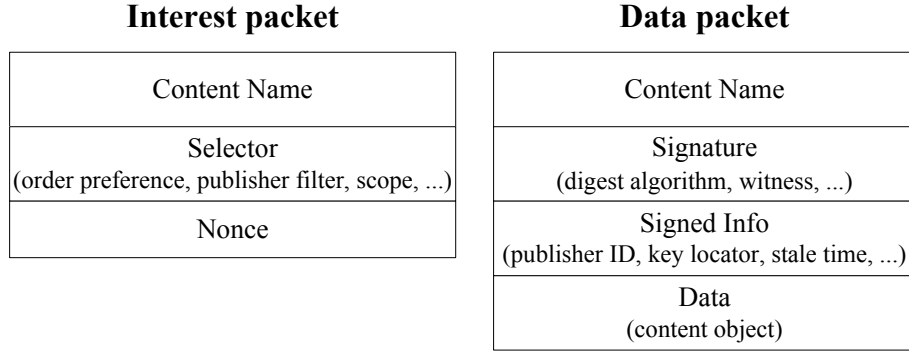 Interest packet
Content Name
Selector
(order preference, publisher filter, scope, ...)
Nonce
Data packet
Content Name
Signature
(digest algorithm, witness, ...)
Signed Info
(publisher ID, key locator, stale time, ...)
Data
(content object)